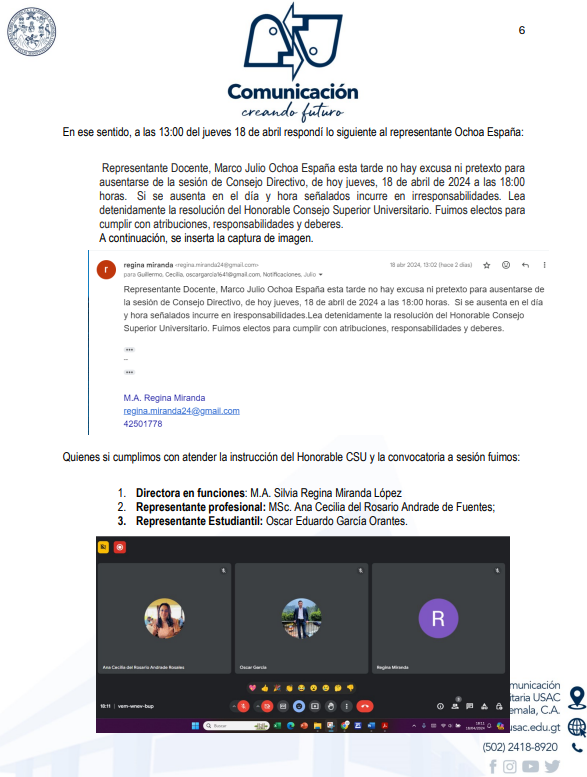 6
Comunicación
creando futuro
En ese sentido, a las 13:00 del jueves 18 de abril respondí lo siguiente al representante Ochoa España:
Representante Docente, Marco Julio Ochoa España esta tarde no hay excusa ni pretexto para
ausentarse de la sesión de Consejo Directivo, de hoy jueves, 18 de abril de 2024 a las 18:00
horas. Si se ausenta en el día y hora señalados incurre en irresponsabilidades. Lea
detenidamente la resolución del Honorable Consejo Superior Universitario. Fuimos electos para
cumplir con atribuciones, responsabilidades y deberes.
A continuación, se inserta la captura de imagen.
r
regina miranda <regina.miranda24@gmail.com>
18 abr 2024, 13:02 (hace 2 días)
para Guillermo, Cecilia, oscargarcia1641@gmail.com, Notificaciones, Julio
Representante Docente, Marco Julio Ochoa España esta tarde no hay excusa ni pretexto para ausentarse de
la sesión de Consejo Directivo, de hoy jueves, 18 de abril de 2024 a las 18:00 horas. Si se ausenta en el día
y hora señalados incurre en irresponsabilidades.Lea detenidamente la resolución del Honorable Consejo
Superior Universitario. Fuimos electos para cumplir con atribuciones, responsabilidades y deberes.
--
M.A. Regina Miranda
regina.miranda24@gmail.com
42501778
Quienes si cumplimos con atender la instrucción del Honorable CSU y la convocatoria a sesión fuimos:
1. Directora en funciones: M.A. Silvia Regina Miranda López
2. Representante profesional: MSc. Ana Cecilia del Rosario Andrade de Fuentes;
3. Representante Estudiantil: Oscar Eduardo García Orantes.
R
Ana Cecilia del Rosario Andrade Rosales
Oscar García
Regina Miranda
18:11 | vem-wnev-bup
Buscar
18:11
municación
itaria USAC
emala, C.A.
usac.edu.gt
(502) 2418-8920